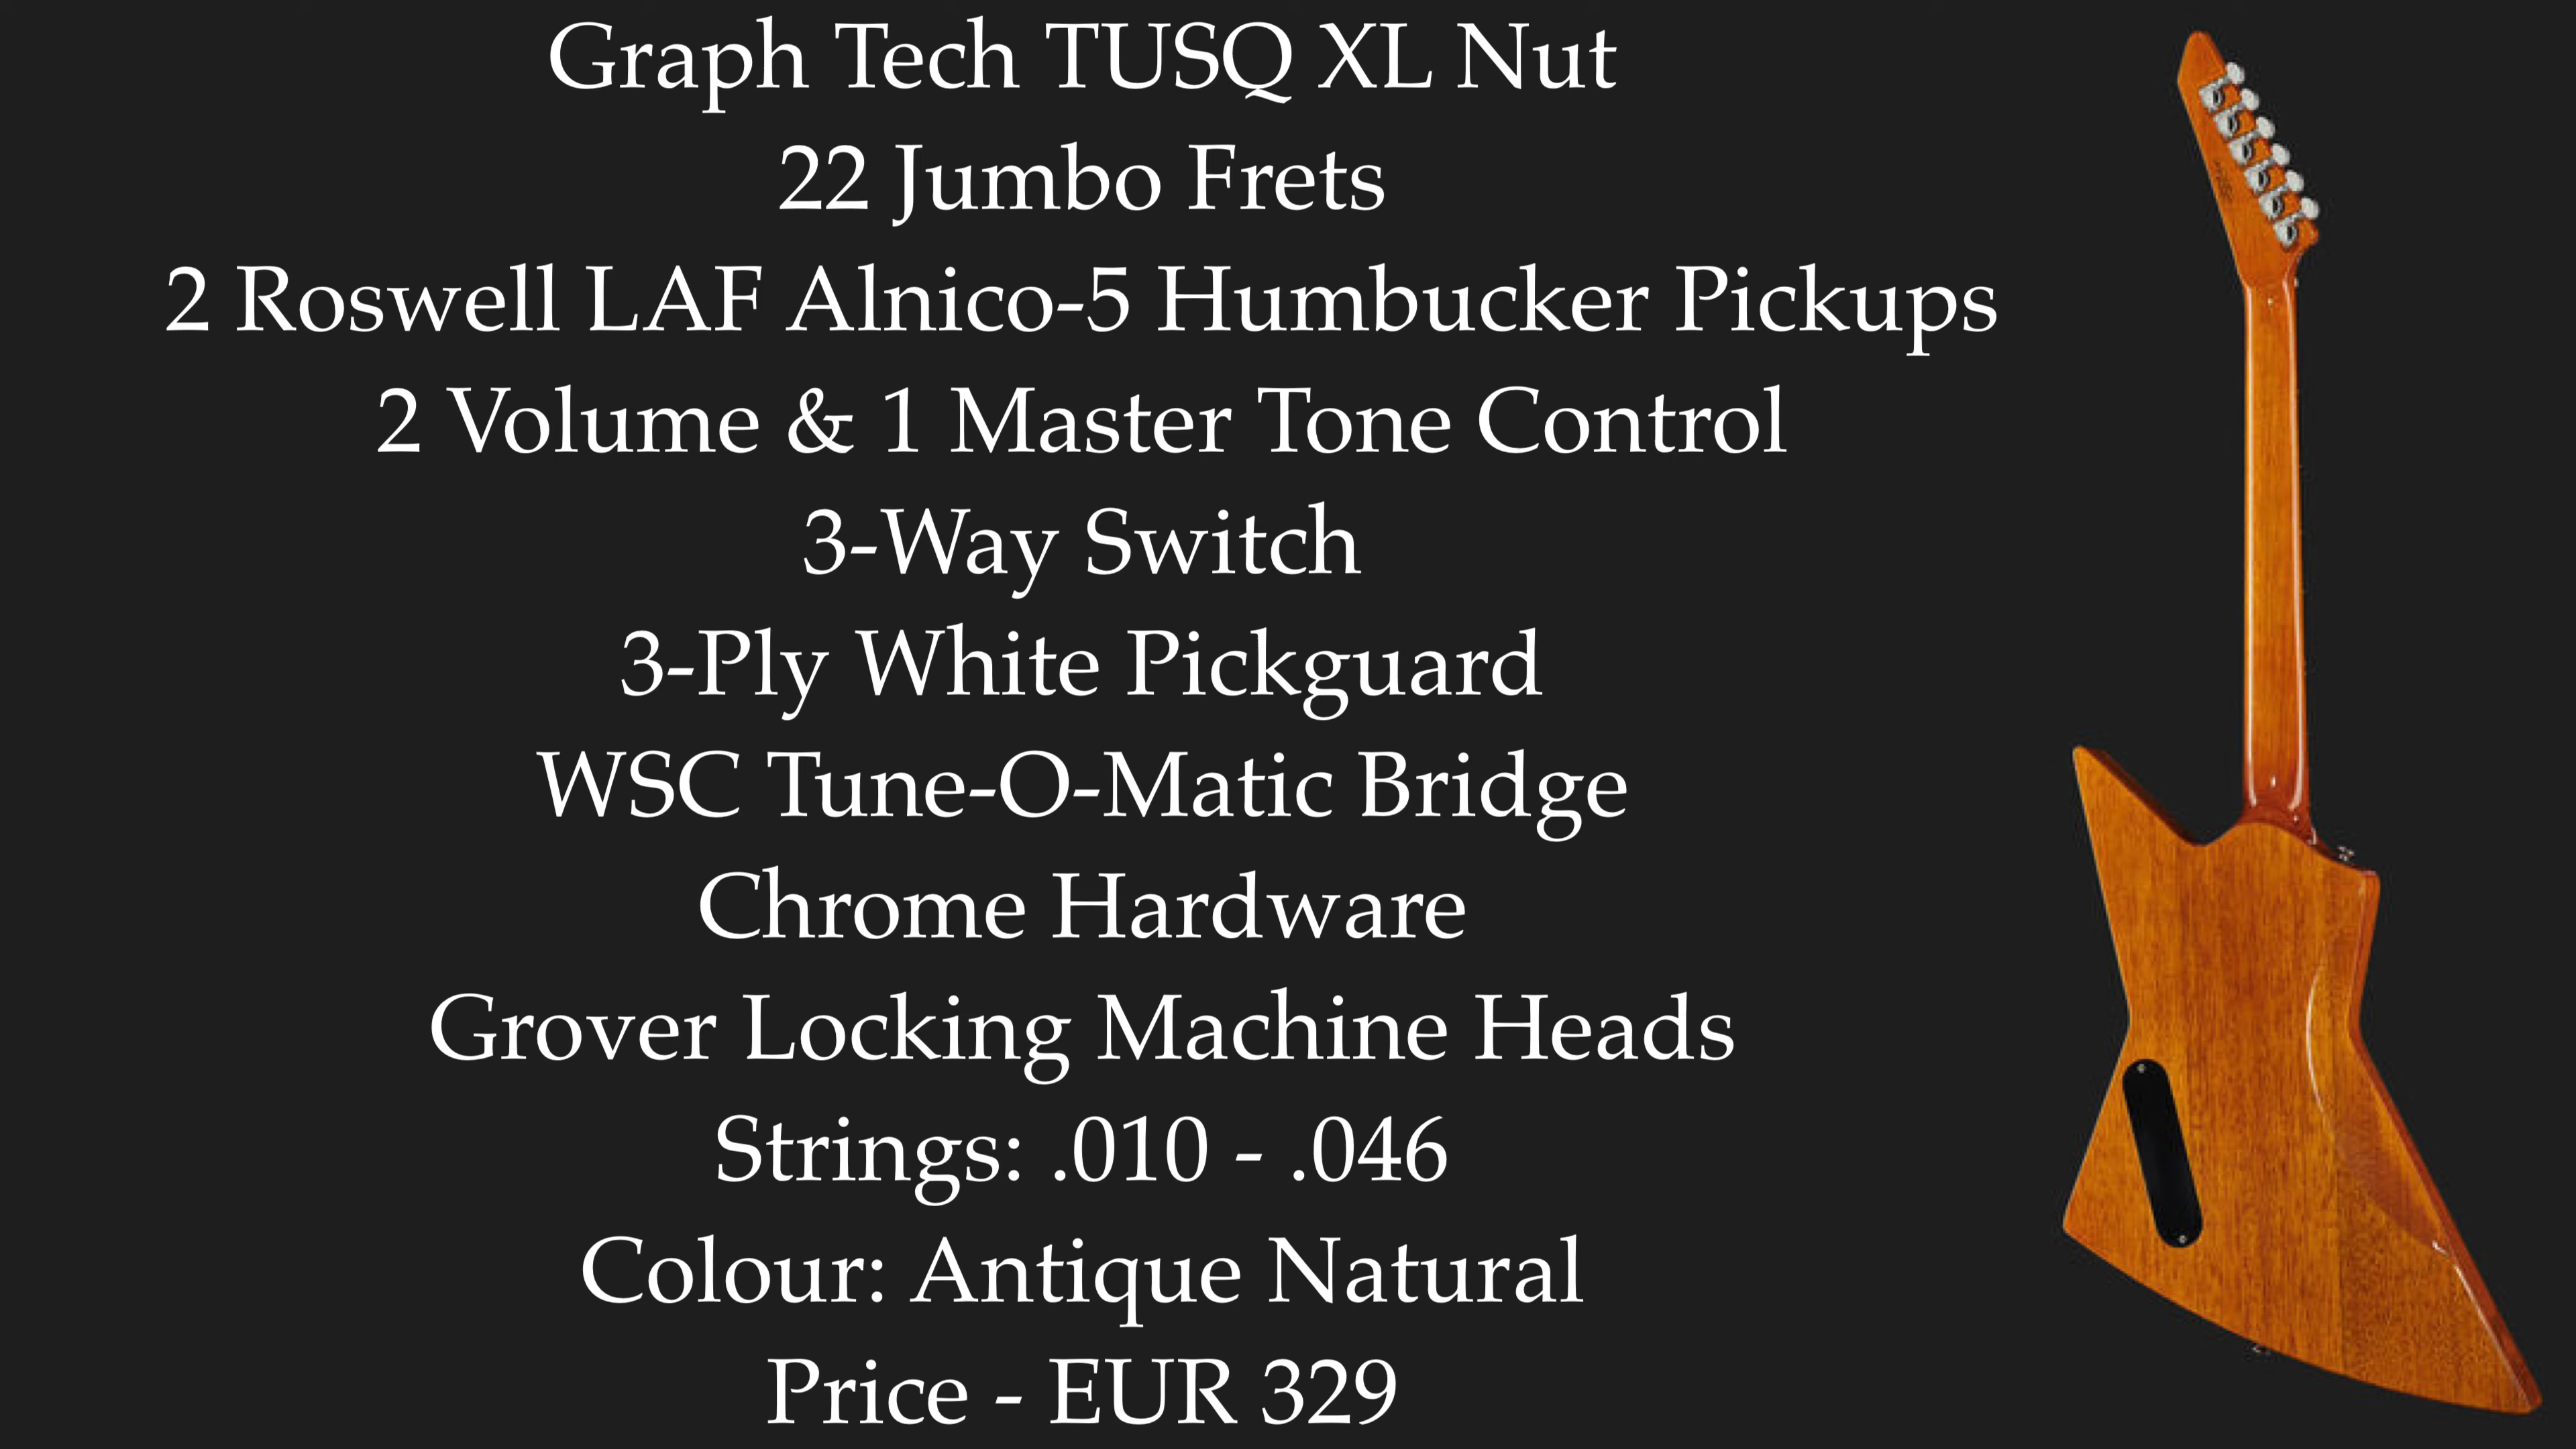 Graph Tech TUSQ XL Nut
22 Jumbo Frets
2 Roswell LAF Alnico-5 Humbucker Pickups
2 Volume & 1 Master Tone Control
3-Way Switch
3-Ply White Pickguard
WSC Tune-O-Matic Bridge
Chrome Hardware
Grover Locking Machine Heads
Strings: .010 - .046
Colour: Antique Natural
Price - EUR 329